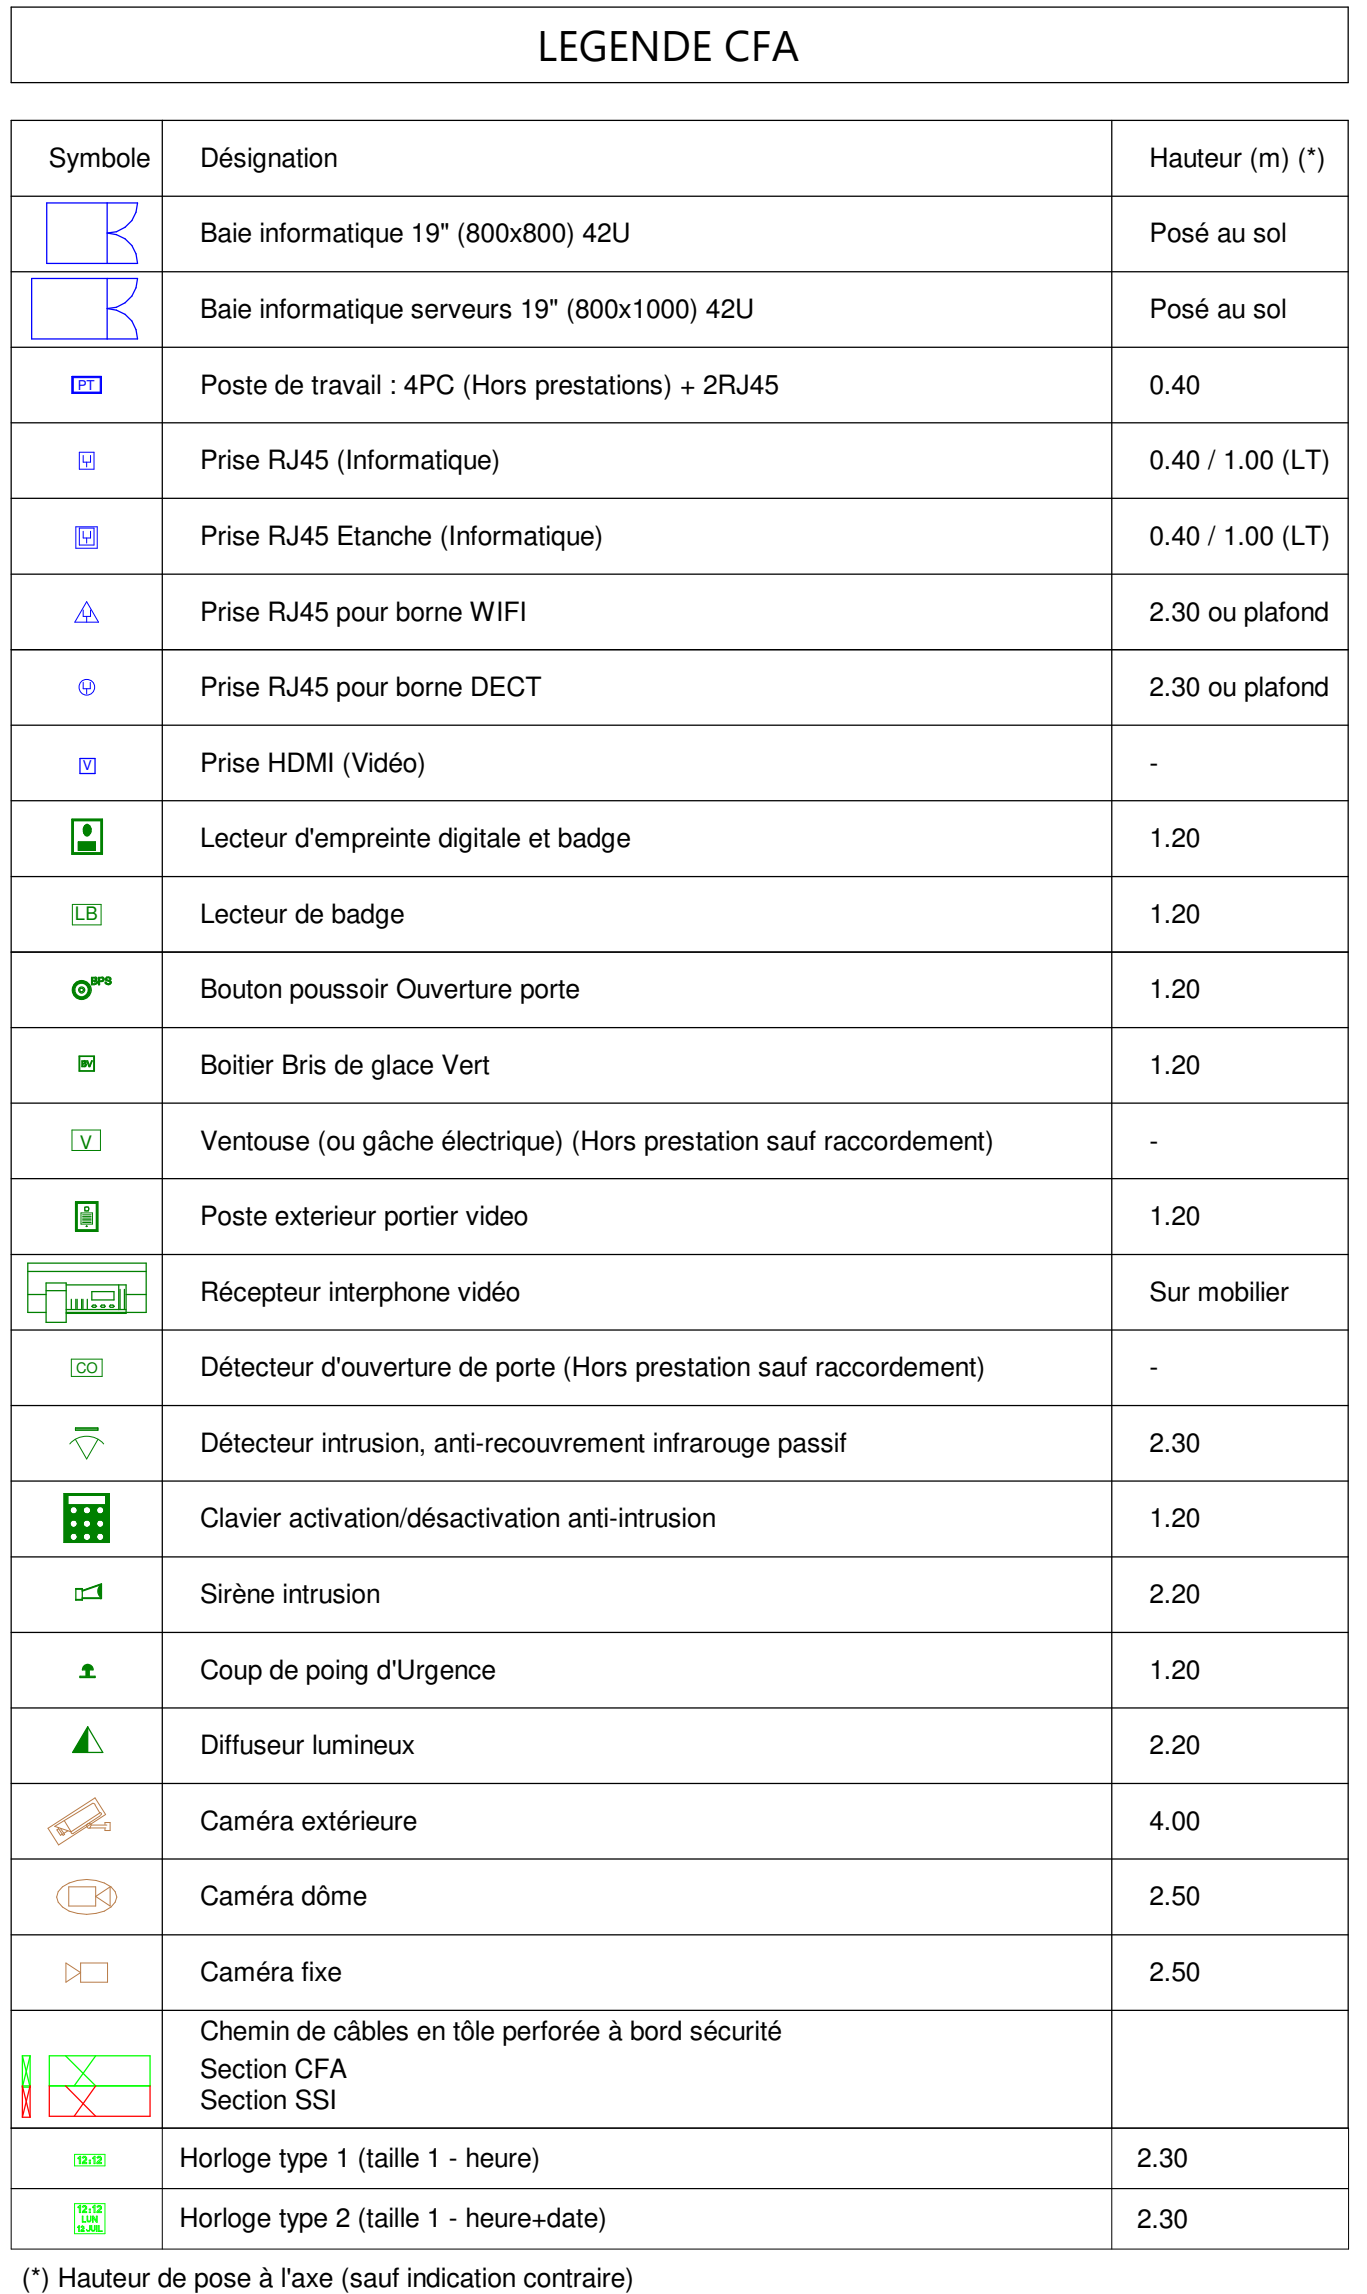 LEGENDE CFA
Symbole Désignation Hauteur (m) (*)
Baie informatique 19" (800x800) 42U Posé au sol
Baie informatique serveurs 19" (800x1000) 42U Posé au sol
PT Poste de travail : 4PC (Hors prestations) + 2RJ45 0.40
Prise RJ45 (Informatique) 0.40 / 1.00 (LT)
Prise RJ45 Etanche (Informatique) 0.40 / 1.00 (LT)
Prise RJ45 pour borne WIFI 2.30 ou plafond
Prise RJ45 pour borne DECT 2.30 ou plafond
V Prise HDMI (Vidéo) -
Lecteur d'empreinte digitale et badge 1.20
LB Lecteur de badge 1.20
BPS Bouton poussoir Ouverture porte 1.20
BV Boitier Bris de glace Vert 1.20
V Ventouse (ou gâche électrique) (Hors prestation sauf raccordement) -
Poste exterieur portier video 1.20
Récepteur interphone vidéo Sur mobilier
CO Détecteur d'ouverture de porte (Hors prestation sauf raccordement) -
Détecteur intrusion, anti-recouvrement infrarouge passif 2.30
Clavier activation/désactivation anti-intrusion 1.20
Sirène intrusion 2.20
Coup de poing d'Urgence 1.20
Diffuseur lumineux 2.20
Caméra extérieure 4.00
Caméra dôme 2.50
Caméra fixe 2.50
Chemin de câbles en tôle perforée à bord sécurité
Section CFA
Section SSI
12:12 Horloge type 1 (taille 1 - heure) 2.30
12:12
LUN
12 JUIL Horloge type 2 (taille 1 - heure+date) 2.30
(*) Hauteur de pose à l'axe (sauf indication contraire)